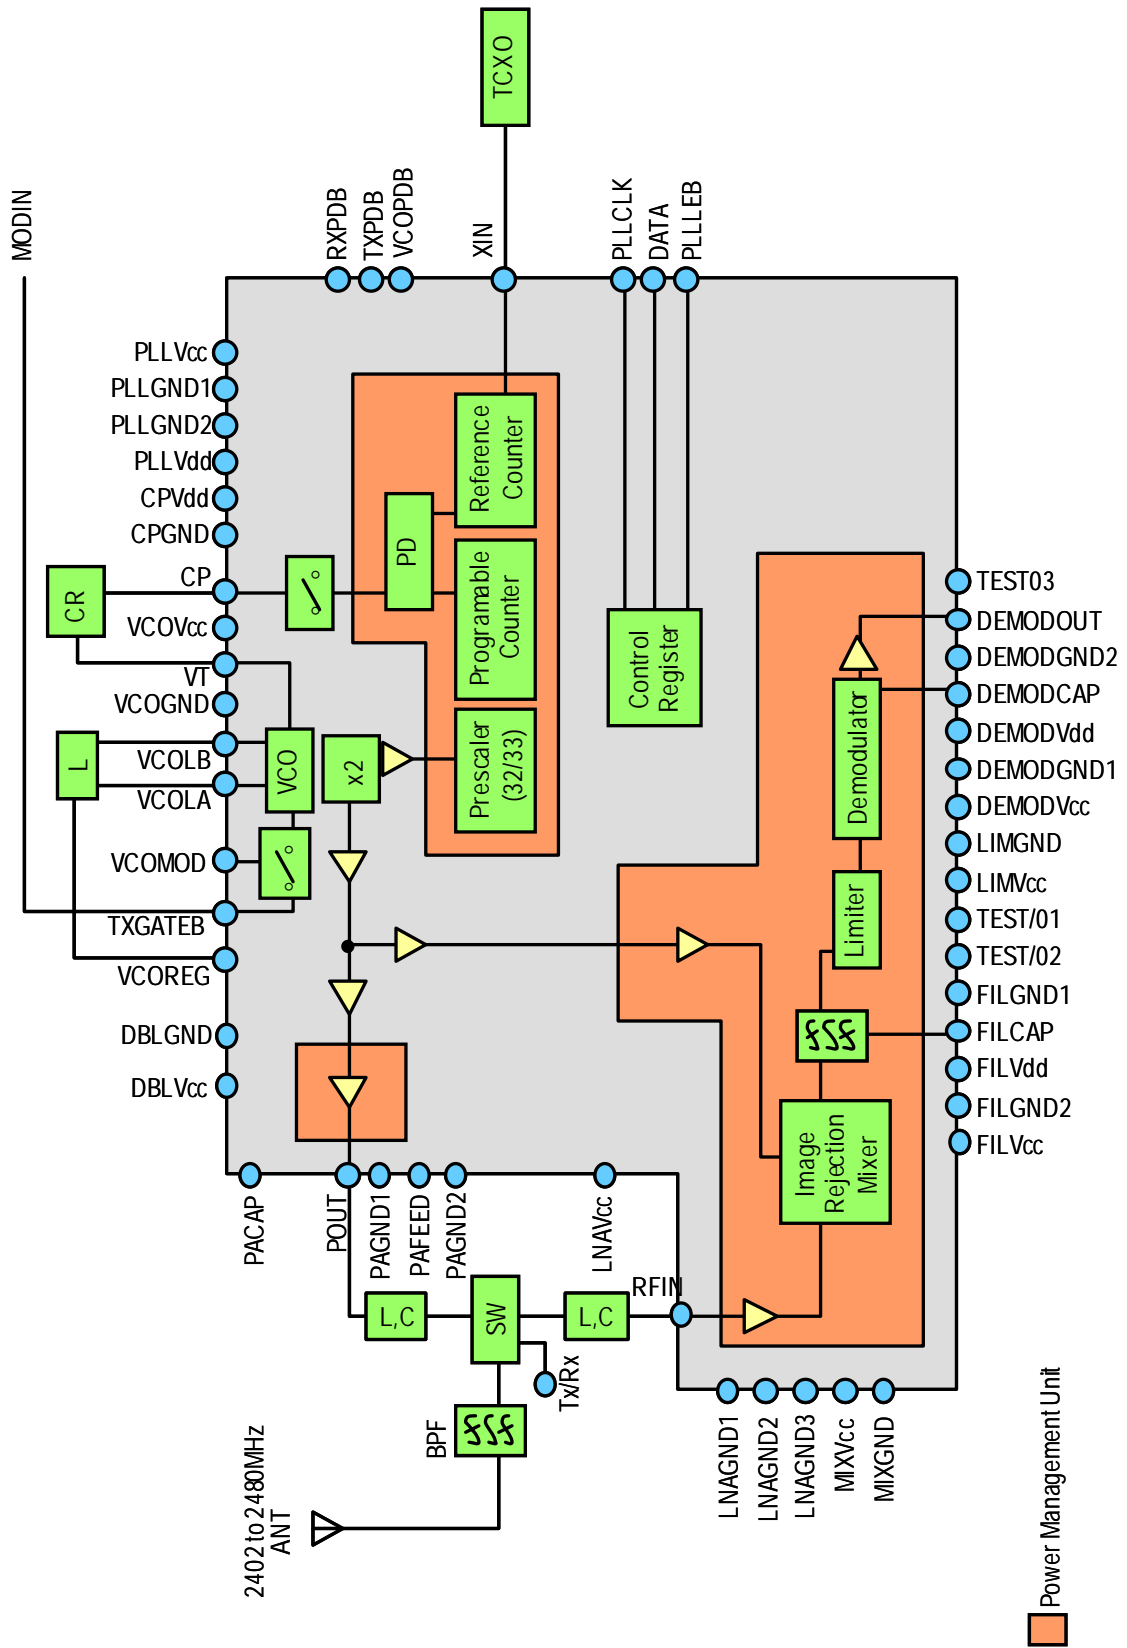 MODIN
TCXO
RXPDB
TXPDB
VCOPDB
XIN
PLLCLK
DATA
PLLLEB
PLLVcc
PLLGND1
PLLGND2
PLLVdd
CPVdd
CPGND
CP
VCOVcc
VT
VCOGND
VCOLB
VCOLA
VCOMOD
TXGATEB
VCOREG
DBLGND
DBLVcc
CR
L
VCO
x2
PD
Reference
Counter
Programable
Counter
Prescaler
(32/33)
Control
Register
Demodulator
Limiter
Image
Rejection
Mixer
TEST03
DEMODOUT
DEMODGND2
DEMODCAP
DEMODVdd
DEMODGND1
DEMODVcc
LIMGND
LIMVcc
TEST/01
TEST/02
FILGND1
FILCAP
FILVdd
FILGND2
FILVcc
PACAP
POUT
PAGND1
PAFEED
PAGND2
LNAVcc
RFIN
L,C
SW
L,C
Tx/Rx
BPF
2402 to 2480MHz
ANT
LNAGND1
LNAGND2
LNAGND3
MIXVcc
MIXGND
Power Management Unit